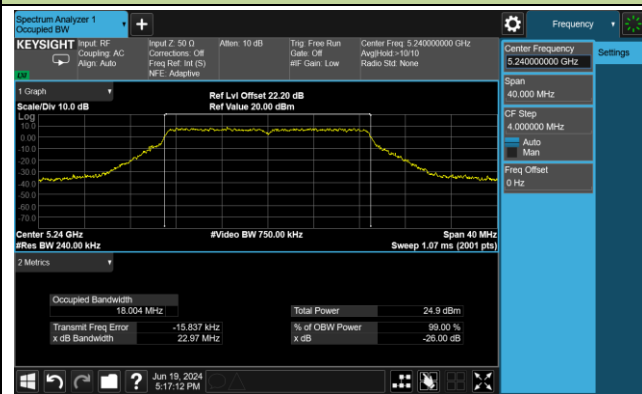 Spectrum Analyzer 1
Occupied BW
Frequency
KEYSIGHT
Input: RF
Coupling: AC
Align: Auto
Input Z: 50 Ω
Corrections: Off
Freq Ref: Int (S)
NFE: Adaptive
Atten: 10 dB
Trig: Free Run
Gate: Off
#IF Gain: Low
Center Freq: 5.240000000 GHz
Avg|Hold:>10/10
Radio Std: None
LXI
Center Frequency
5.240000000 GHz
Settings
Span
40.000 MHz
CF Step
4.000000 MHz
Auto
Man
Freq Offset
0 Hz
1 Graph
Scale/Div 10.0 dB
Ref Lvl Offset 22.20 dB
Ref Value 20.00 dBm
Log
10.0
0.00
-10.0
-20.0
-30.0
-40.0
-50.0
-60.0
-70.0
Center 5.24 GHz
#Video BW 750.00 kHz
Span 40 MHz
#Res BW 240.00 kHz
Sweep 1.07 ms (2001 pts)
2 Metrics
Occupied Bandwidth
18.004 MHz
Total Power 24.9 dBm
Transmit Freq Error -15.837 kHz
% of OBW Power 99.00 %
x dB Bandwidth 22.97 MHz
x dB -26.00 dB
Jun 19, 2024
5:17:12 PM